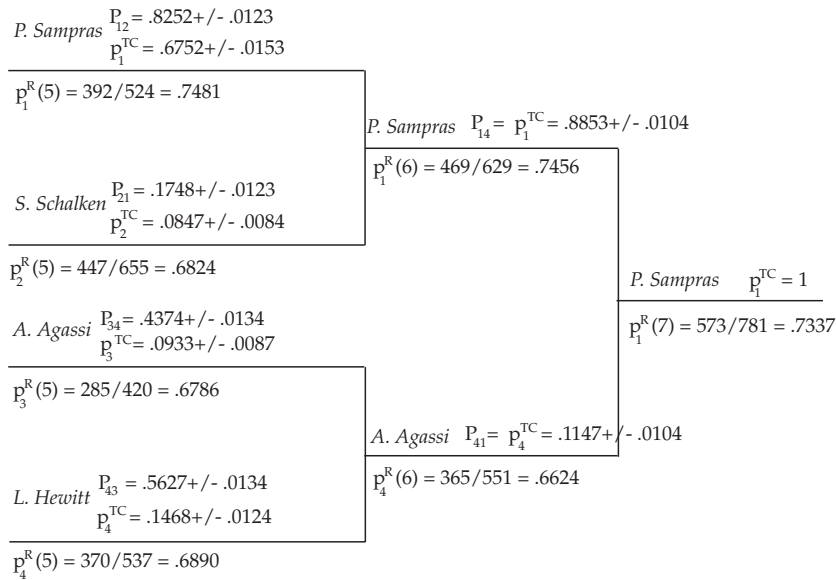 P. Sampras P₁₂ = .8252+/- .0123
p₁ᵀᶜ = .6752+/- .0153
p₁ᴿ(5) = 392/524 = .7481
P. Sampras P₁₄ = p₁ᵀᶜ = .8853+/- .0104
p₁ᴿ(6) = 469/629 = .7456
S. Schalken P₂₁ = .1748+/- .0123
p₂ᵀᶜ = .0847+/- .0084
p₂ᴿ(5) = 447/655 = .6824
P. Sampras p₁ᵀᶜ = 1
p₁ᴿ(7) = 573/781 = .7337
A. Agassi P₃₄ = .4374+/- .0134
p₃ᵀᶜ = .0933+/- .0087
p₃ᴿ(5) = 285/420 = .6786
A. Agassi P₄₁ = p₄ᵀᶜ = .1147+/- .0104
p₄ᴿ(6) = 365/551 = .6624
L. Hewitt P₄₃ = .5627+/- .0134
p₄ᵀᶜ = .1468+/- .0124
p₄ᴿ(5) = 370/537 = .6890